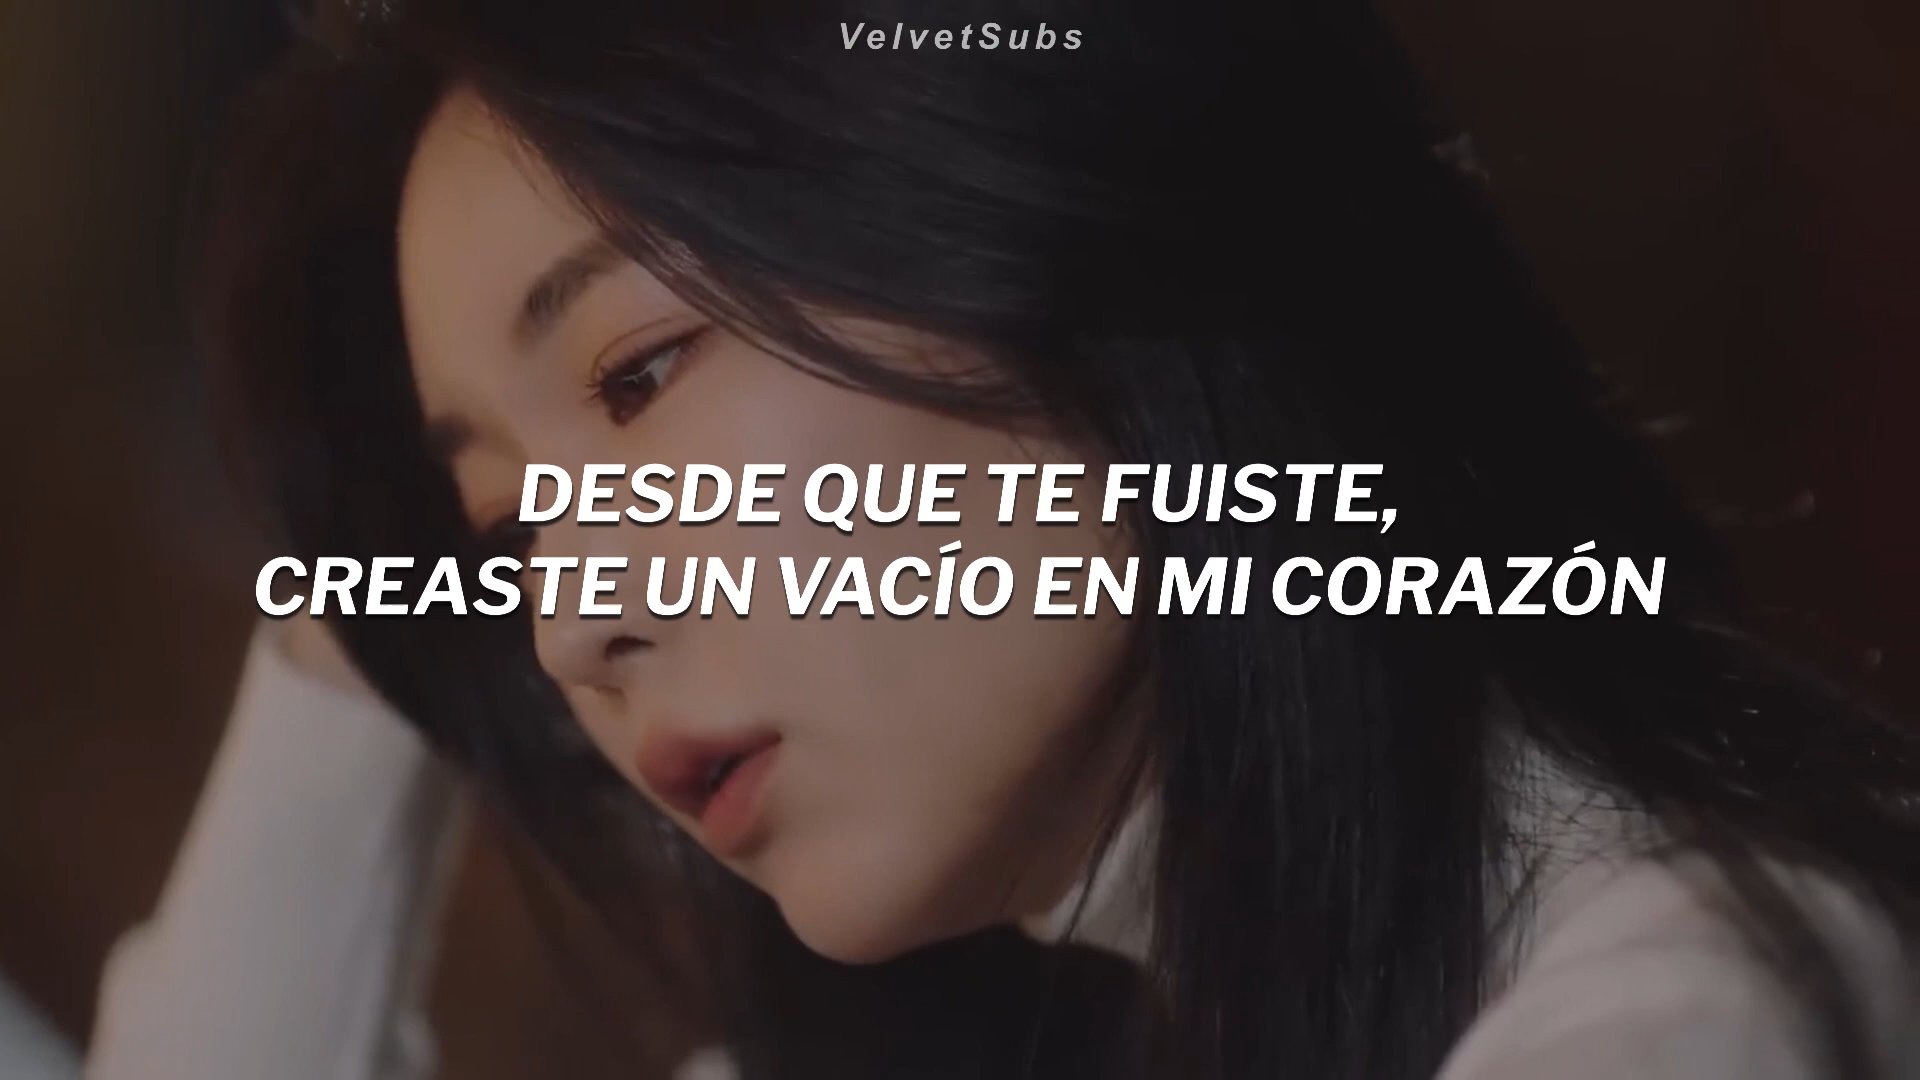 VelvetSubs
DESDE QUE TE FUISTE,
CREASTE UN VACÍO EN MI CORAZÓN